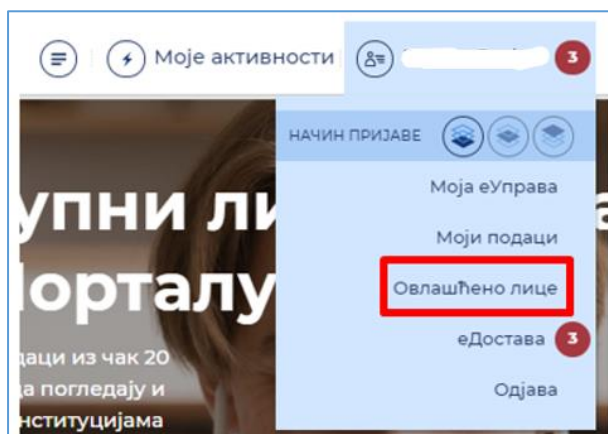 Моје активности 3
НАЧИН ПРИЈАВЕ
Моја еУправа
Моји подаци
Овлашћено лице
еДостава 3
Одјава
упни ли
Порталу
даци из чак 20
да погледају и
нституцијама